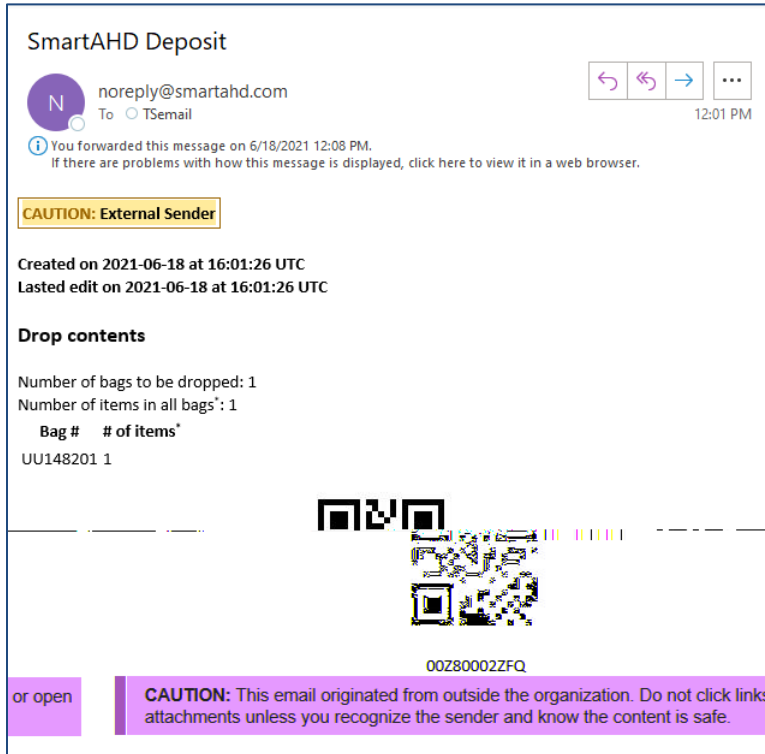 SmartAHD Deposit
N
noreply@smartahd.com
To TSemail
12:01 PM
You forwarded this message on 6/18/2021 12:08 PM.
If there are problems with how this message is displayed, click here to view it in a web browser.
CAUTION: External Sender
Created on 2021-06-18 at 16:01:26 UTC
Lasted edit on 2021-06-18 at 16:01:26 UTC
Drop contents
Number of bags to be dropped: 1
Number of items in all bags*: 1
Bag # # of items*
UU148201 1
00Z80002ZFQ
or open
CAUTION: This email originated from outside the organization. Do not click links
attachments unless you recognize the sender and know the content is safe.